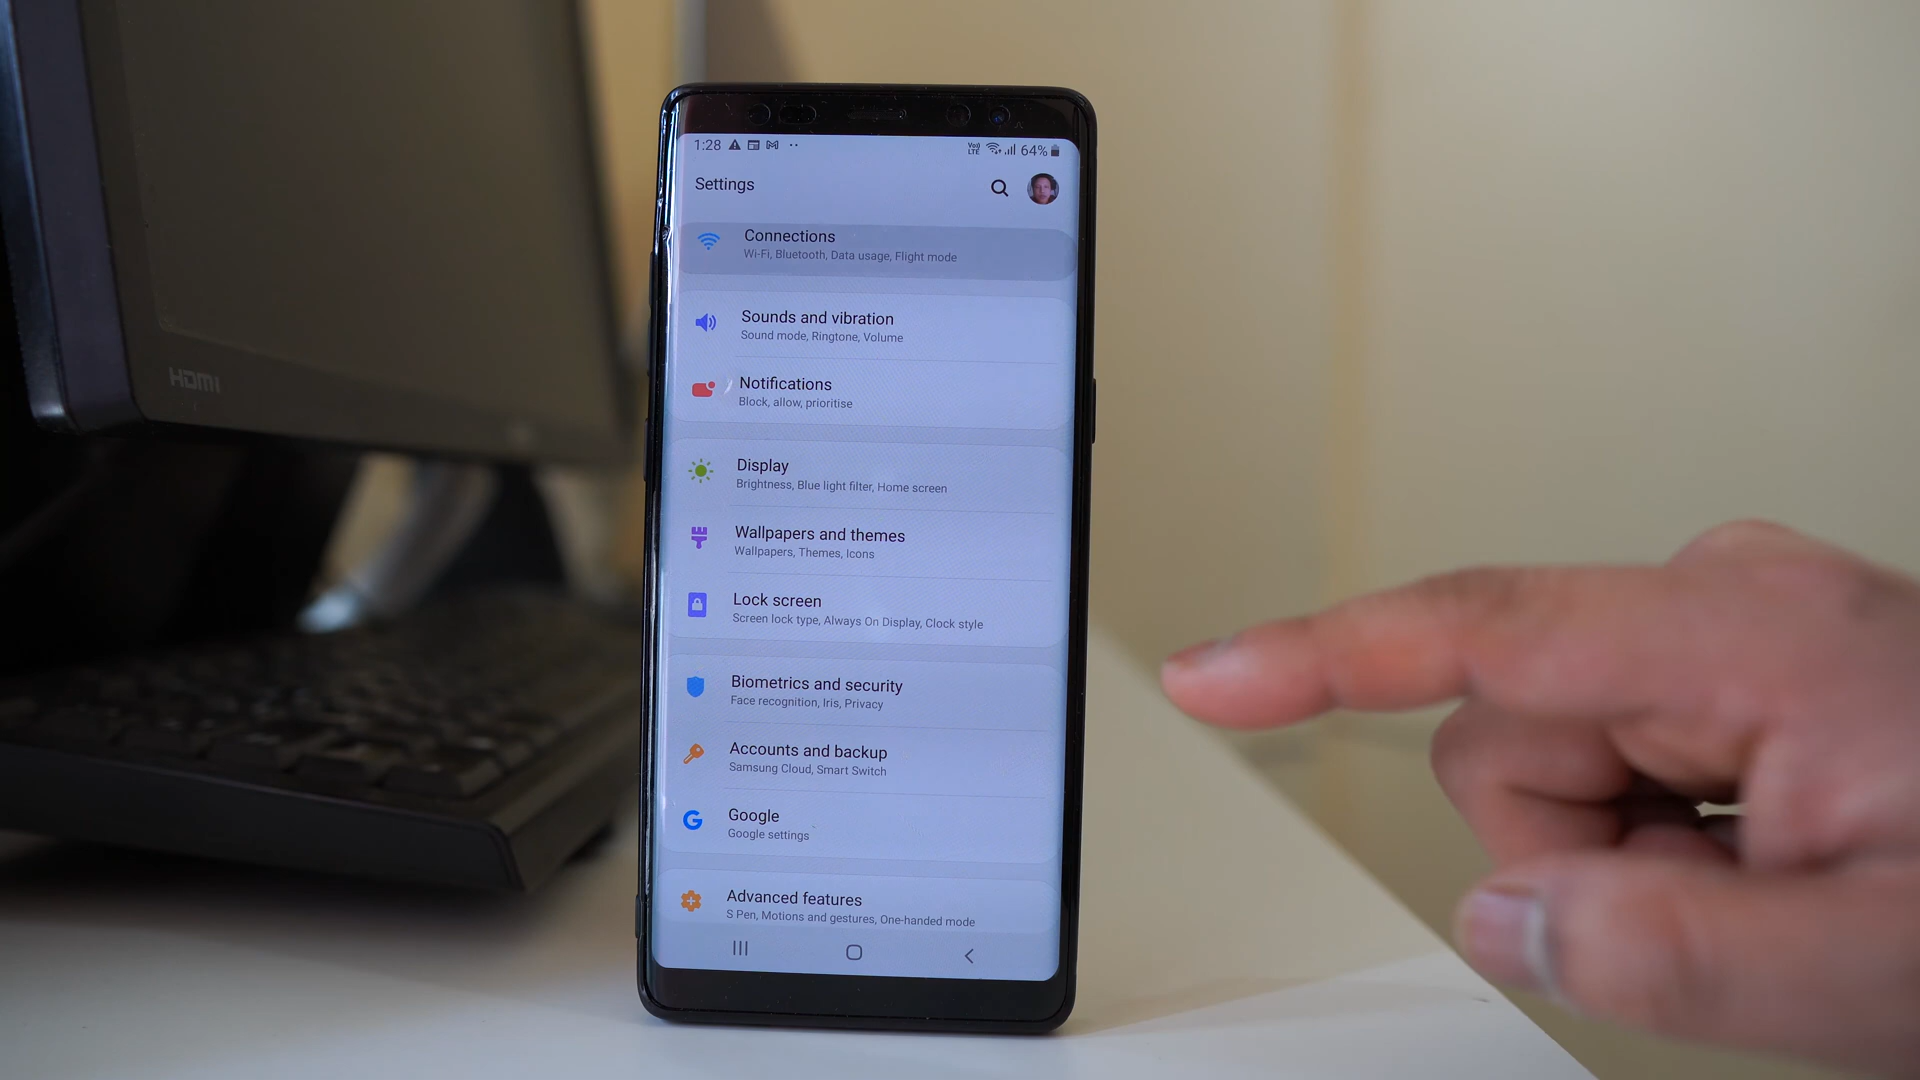 HDMI
1:28
VoI) LTE 64%
Settings
Connections
Wi-Fi, Bluetooth, Data usage, Flight mode
Sounds and vibration
Sound mode, Ringtone, Volume
Notifications
Block, allow, prioritise
Display
Brightness, Blue light filter, Home screen
Wallpapers and themes
Wallpapers, Themes, Icons
Lock screen
Screen lock type, Always On Display, Clock style
Biometrics and security
Face recognition, Iris, Privacy
Accounts and backup
Samsung Cloud, Smart Switch
Google
Google settings
Advanced features
S Pen, Motions and gestures, One-handed mode